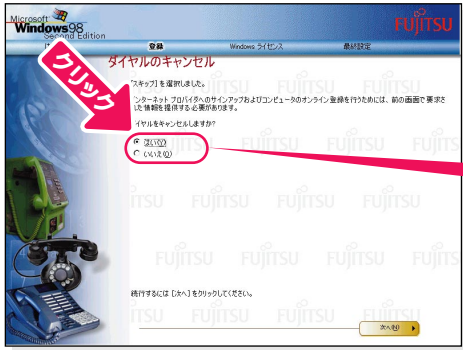 Microsoft
Windows98
Second Edition
FUJITSU
登録
Windows ライセンス
最終設定
ダイヤルのキャンセル
クリック
スキップ] を選択しました。
ンターネット プロバイダへのサインアップおよびコンピュータのオンライン登録を行うためには、前の画面で要求さ
れた情報を提供する必要があります。
イヤルをキャンセルしますか?
はい(Y)
いいえ(O)
続行するには [次へ] をクリックしてください。
次へ(N)